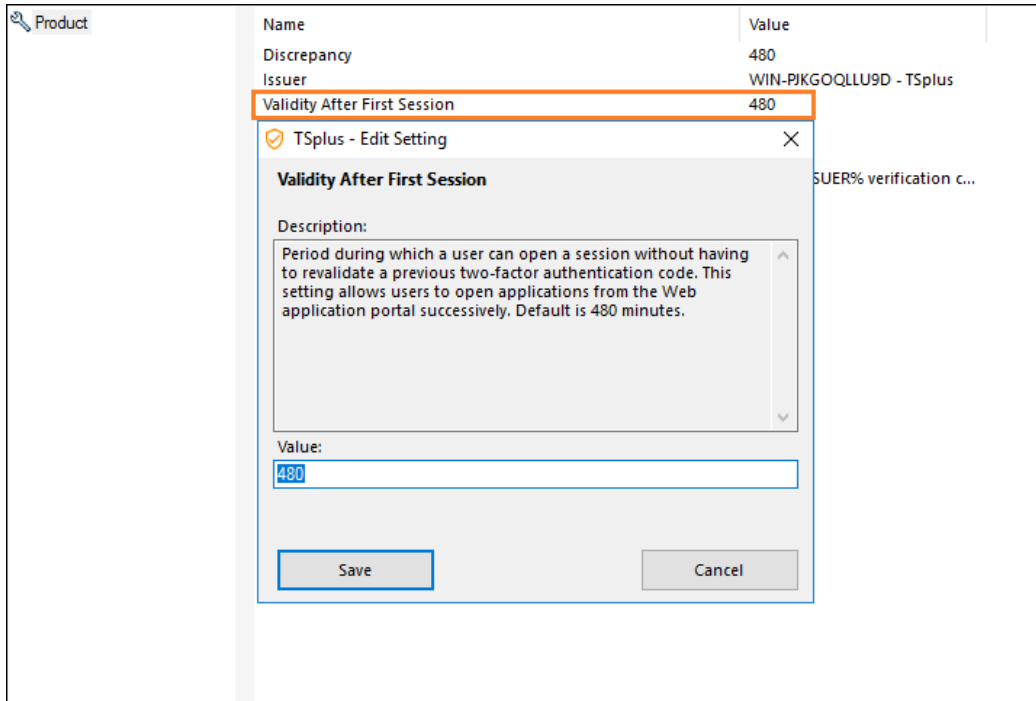 Product
Name Value
Discrepancy 480
Issuer WIN-PJKGOQLLU9D - TSplus
Validity After First Session 480
TSplus - Edit Setting
Validity After First Session
SUER% verification c...
Description:
Period during which a user can open a session without having
to revalidate a previous two-factor authentication code. This
setting allows users to open applications from the Web
application portal successively. Default is 480 minutes.
Value:
480
Save Cancel